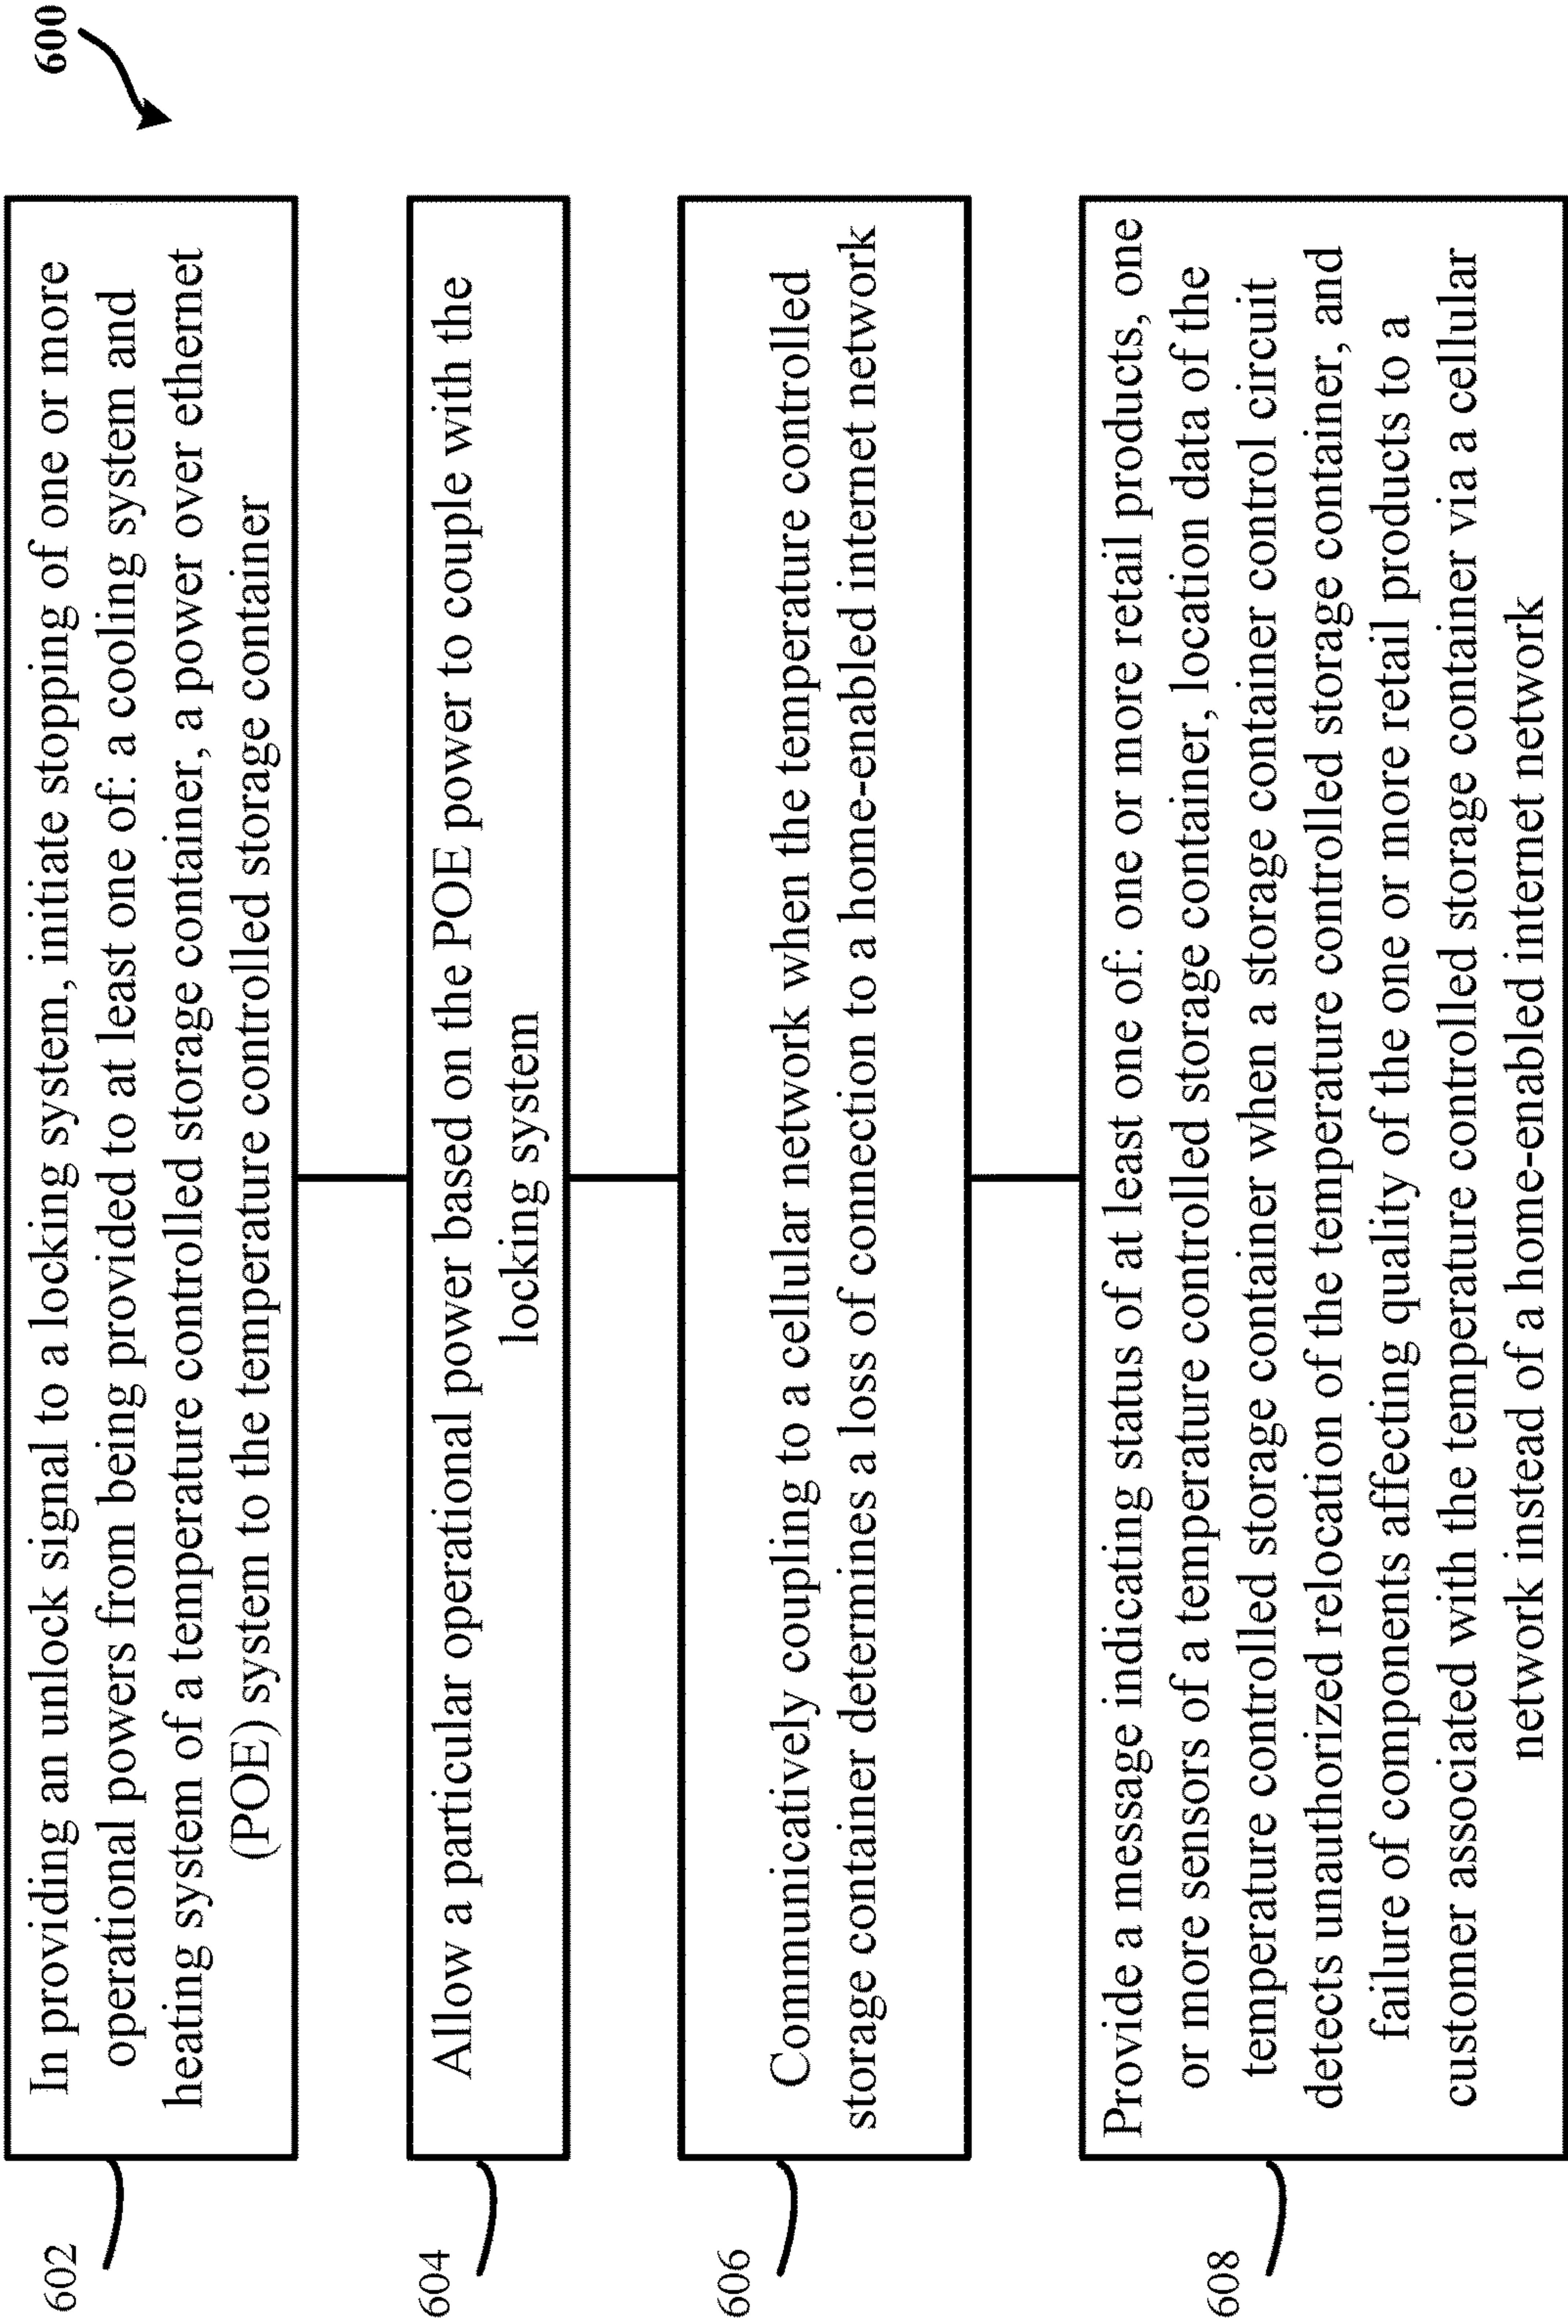 600
602
In providing an unlock signal to a locking system, initiate stopping of one or more
operational powers from being provided to at least one of: a cooling system and
heating system of a temperature controlled storage container, a power over ethernet
(POE) system to the temperature controlled storage container
604
Allow a particular operational power based on the POE power to couple with the
locking system
606
Communicatively coupling to a cellular network when the temperature controlled
storage container determines a loss of connection to a home-enabled internet network
608
Provide a message indicating status of at least one of: one or more retail products, one
or more sensors of a temperature controlled storage container, location data of the
temperature controlled storage container when a storage container control circuit
detects unauthorized relocation of the temperature controlled storage container, and
failure of components affecting quality of the one or more retail products to a
customer associated with the temperature controlled storage container via a cellular
network instead of a home-enabled internet network